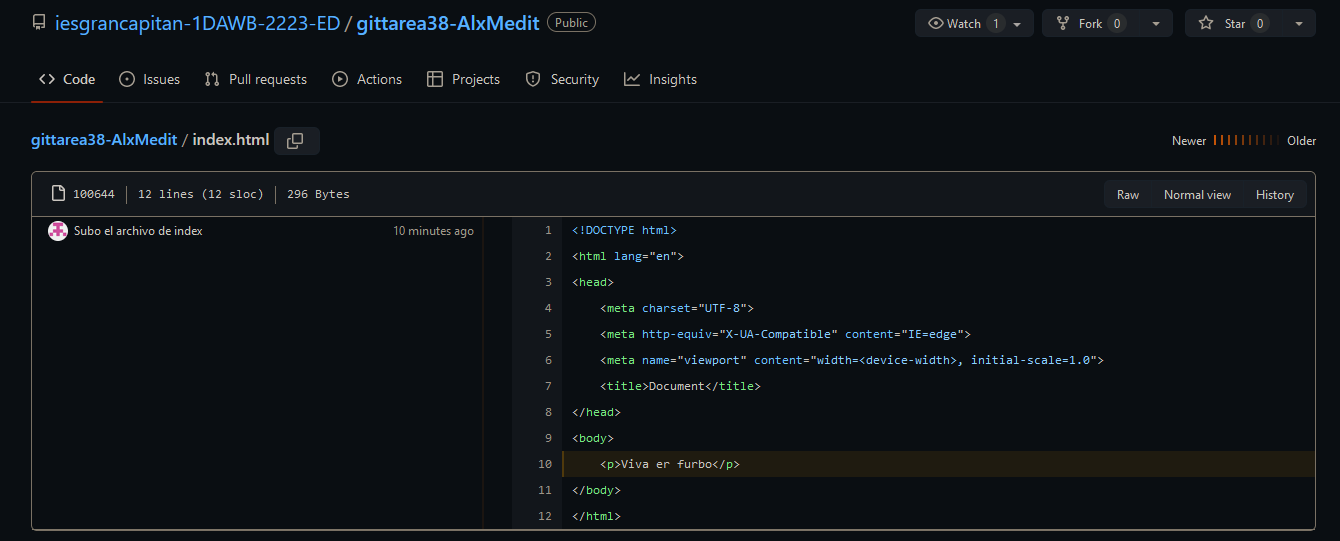 iesgrancapitan-1DAWB-2223-ED / gittarea38-AlxMedit Public Watch 1 Fork 0 Star 0
Code Issues Pull requests Actions Projects Security Insights
gittarea38-AlxMedit / index.html Newer Older
100644 12 lines (12 sloc) 296 Bytes Raw Normal view History
Subo el archivo de index 10 minutes ago
1 <!DOCTYPE html>
2 <html lang="en">
3 <head>
4 <meta charset="UTF-8">
5 <meta http-equiv="X-UA-Compatible" content="IE=edge">
6 <meta name="viewport" content="width=<device-width>, initial-scale=1.0">
7 <title>Document</title>
8 </head>
9 <body>
10 <p>Viva er furbo</p>
11 </body>
12 </html>